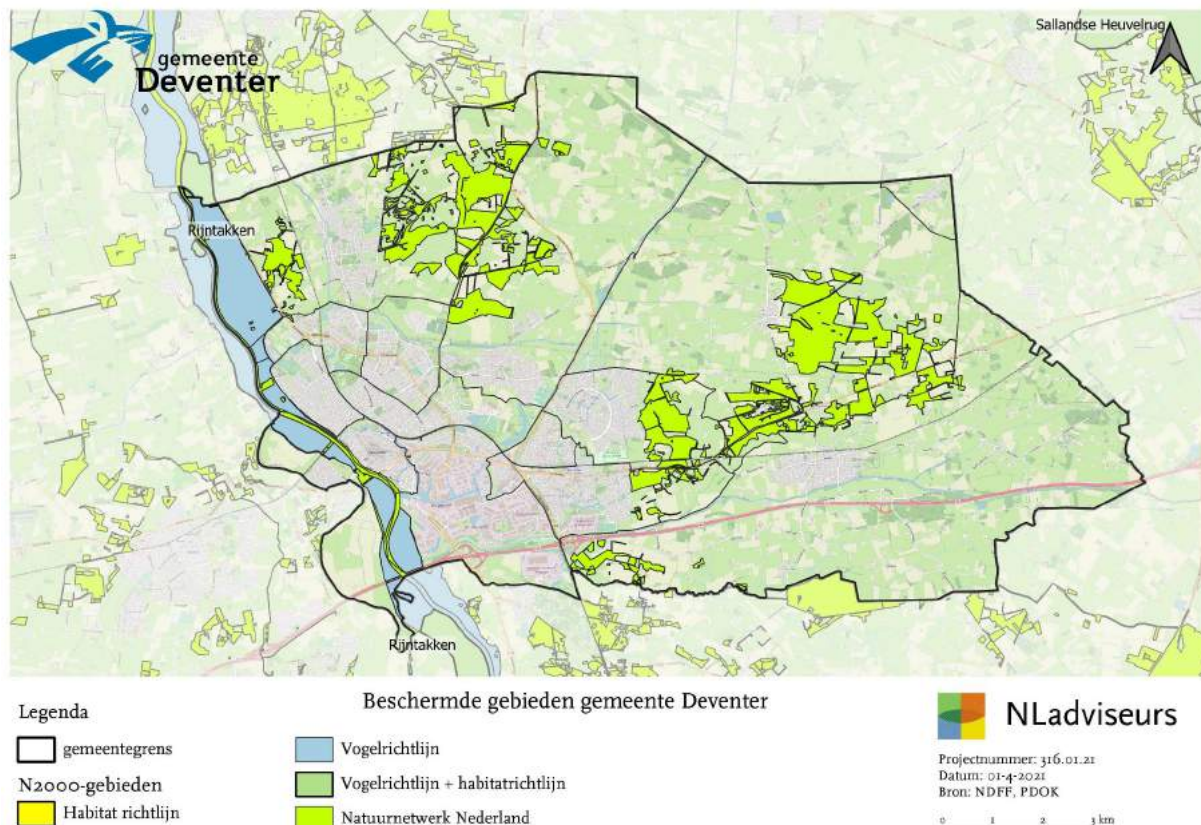 gemeente
Deventer
Sallandse Heuvelrug
Rijntakken
Rijntakken
Beschermde gebieden gemeente Deventer
Legenda
gemeentegrens
N2000-gebieden
Habitat richtlijn
Vogelrichtlijn
Vogelrichtlijn + habitatrichtlijn
Natuurnetwerk Nederland
NLadviseurs
Projectnummer: 316.01.21
Datum: 01-4-2021
Bron: NDFF, PDOK
0 1 2 3 km